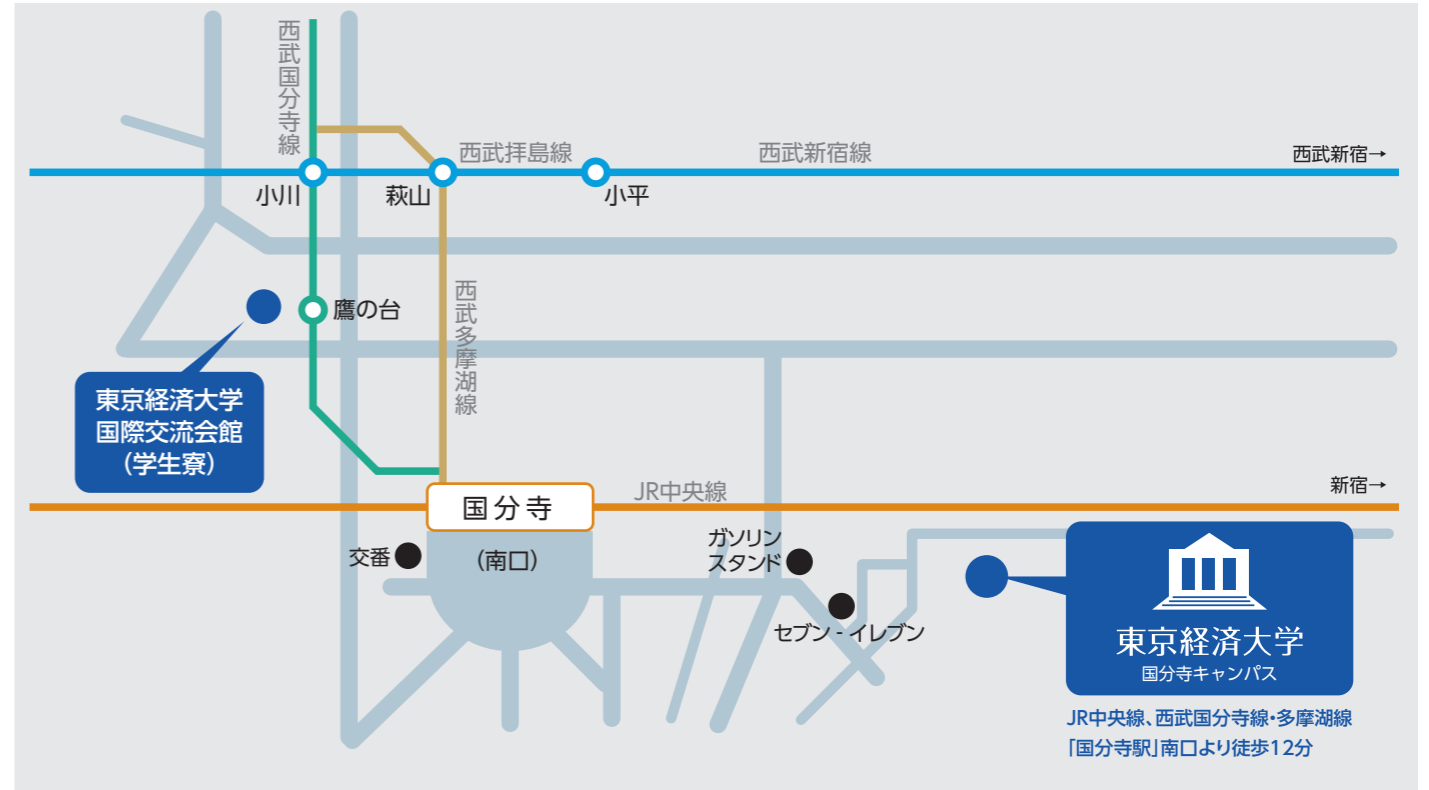 西武国分寺線
西武拝島線
西武新宿線
西武新宿→
小川
萩山
小平
鷹の台
西武多摩湖線
東京経済大学
国際交流会館
(学生寮)
JR中央線
新宿→
国分寺
(南口)
交番
ガソリン
スタンド
セブン‐イレブン
東京経済大学
国分寺キャンパス
JR中央線、西武国分寺線・多摩湖線
「国分寺駅」南口より徒歩12分